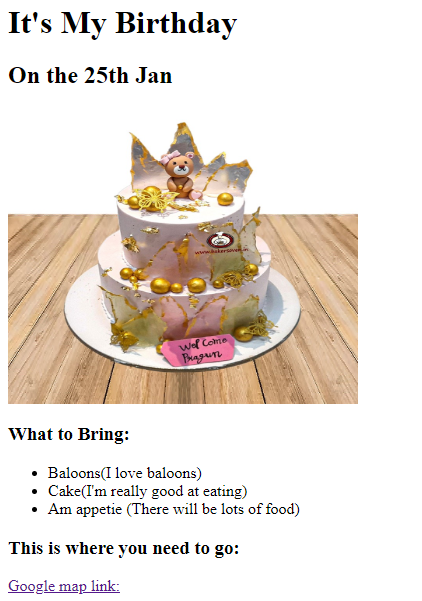 It's My Birthday
On the 25th Jan
Wel Come
Pragun
What to Bring:
Baloons(I love baloons)
Cake(I'm really good at eating)
Am appetie (There will be lots of food)
This is where you need to go:
Google map link: